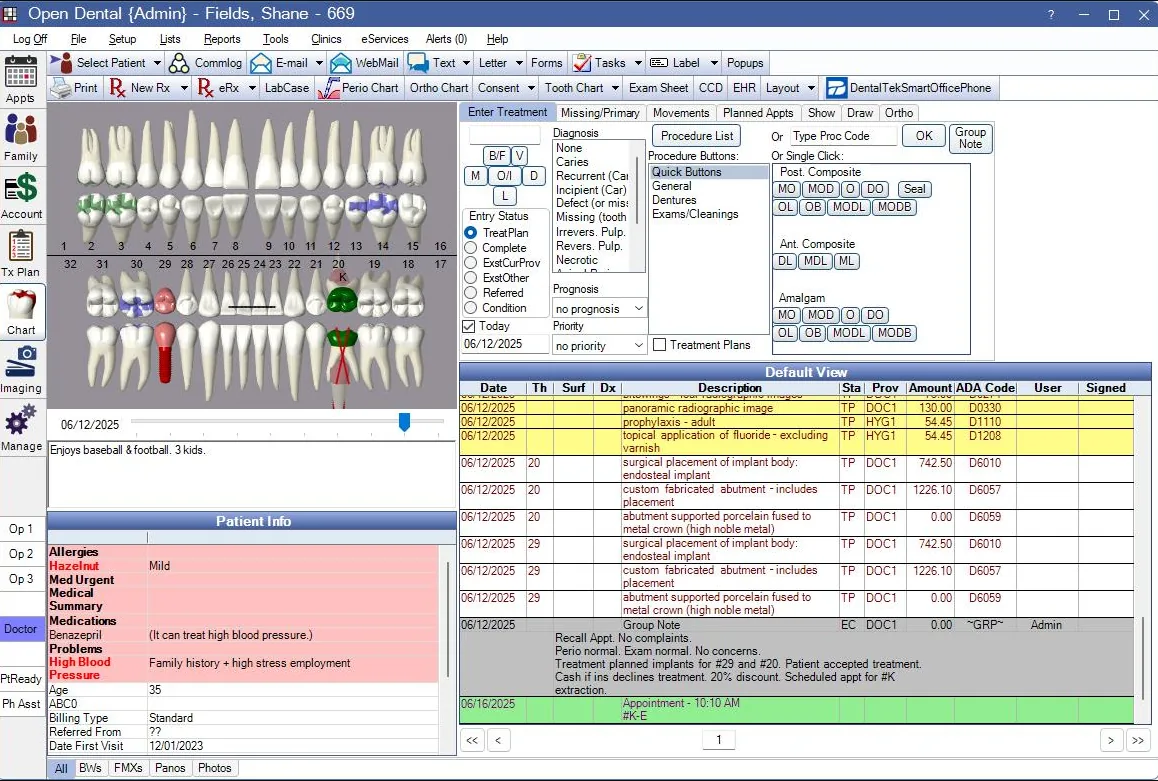 Open Dental {Admin} - Fields, Shane - 669
Log Off File Setup Lists Reports Tools Clinics eServices Alerts (0) Help
Select Patient Commlog E-mail WebMail Text Letter Forms Tasks Label Popups
Print New Rx eRx LabCase Perio Chart Ortho Chart Consent Tooth Chart Exam Sheet CCD EHR Layout DentalTekSmartOfficePhone
Appts
Family
Account
Tx Plan
Chart
Imaging
Manage
Op 1
Op 2
Op 3
Doctor
PtReady
Ph Asst
1 2 3 4 5 6 7 8 9 10 11 12 13 14 15 16
32 31 30 29 28 27 26 25 24 23 22 21 20 19 18 17
K
06/12/2025
Enjoys baseball & football. 3 kids.
Patient Info
Allergies
Hazelnut Mild
Med Urgent
Medical
Summary
Medications
Benazepril (It can treat high blood pressure.)
Problems
High Blood
Pressure Family history + high stress employment
Age 35
ABC0
Billing Type Standard
Referred From ??
Date First Visit 12/01/2023
All BWs FMXs Panos Photos
Enter Treatment Missing/Primary Movements Planned Appts Show Draw Ortho
B/F V
M O/I D
L
Entry Status
TreatPlan
Complete
ExstCurProv
ExstOther
Referred
Condition
Today
06/12/2025
Diagnosis
None
Caries
Recurrent (Car
Incipient (Car)
Defect (or miss
Missing (tooth
Irrevers. Pulp.
Revers. Pulp.
Necrotic
Prognosis
no prognosis
Priority
no priority
Procedure List
Procedure Buttons:
Quick Buttons
General
Dentures
Exams/Cleanings
Treatment Plans
Or Type Proc Code OK Group
Note
Or Single Click:
Post. Composite
MO MOD O DO Seal
OL OB MODL MODB
Ant. Composite
DL MDL ML
Amalgam
MO MOD O DO
OL OB MODL MODB
Default View
Date Th Surf Dx Description Sta Prov Amount ADA Code User Signed
06/12/2025 panoramic radiographic image TP DOC1 130.00 D0330
06/12/2025 prophylaxis - adult TP HYG1 54.45 D1110
06/12/2025 topical application of fluoride - excluding TP HYG1 54.45 D1208
varnish
06/12/2025 20 surgical placement of implant body: TP DOC1 742.50 D6010
endosteal implant
06/12/2025 20 custom fabricated abutment - includes TP DOC1 1226.10 D6057
placement
06/12/2025 20 abutment supported porcelain fused to TP DOC1 0.00 D6059
metal crown (high noble metal)
06/12/2025 29 surgical placement of implant body: TP DOC1 742.50 D6010
endosteal implant
06/12/2025 29 custom fabricated abutment - includes TP DOC1 1226.10 D6057
placement
06/12/2025 29 abutment supported porcelain fused to TP DOC1 0.00 D6059
metal crown (high noble metal)
06/12/2025 Group Note EC DOC1 0.00 ~GRP~ Admin
Recall Appt. No complaints.
Perio normal. Exam normal. No concerns.
Treatment planned implants for #29 and #20. Patient accepted treatment.
Cash if ins declines treatment. 20% discount. Scheduled appt for #K
extraction.
06/16/2025 Appointment - 10:10 AM
#K-E
<< < 1 > >>